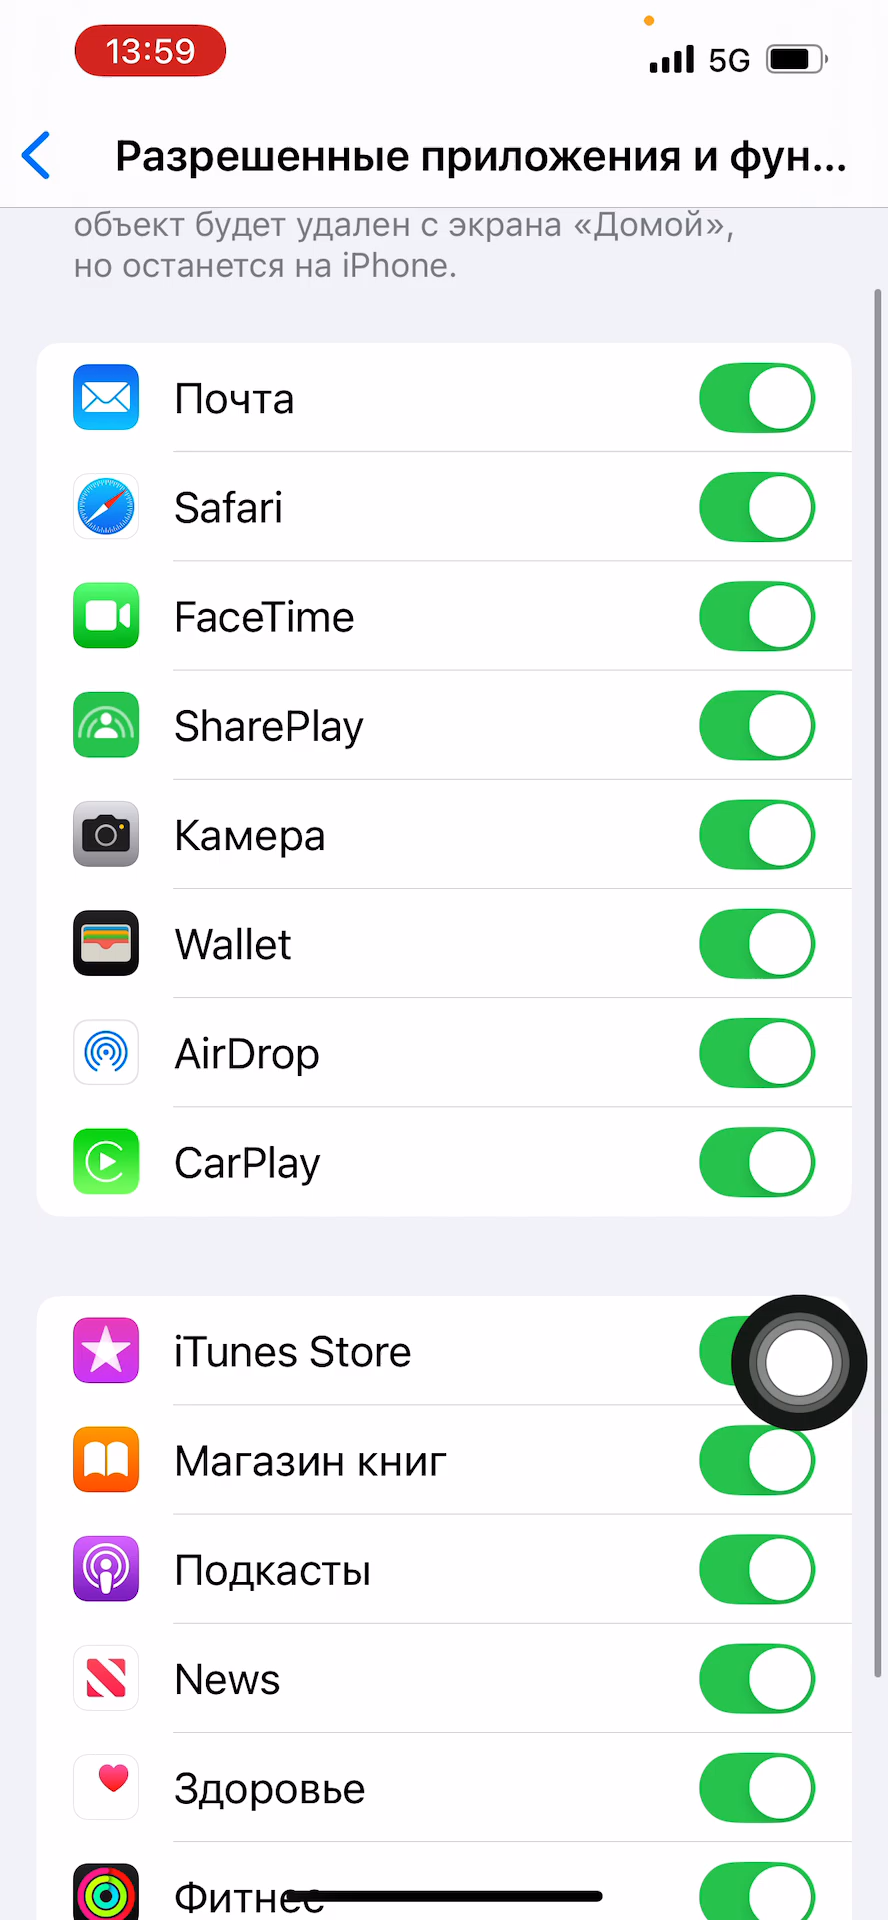 13:59
5G
Разрешенные приложения и фун...
объект будет удален с экрана «Домой»,
но останется на iPhone.
Почта
Safari
FaceTime
SharePlay
Камера
Wallet
AirDrop
CarPlay
iTunes Store
Магазин книг
Подкасты
News
Здоровье
Фитнес